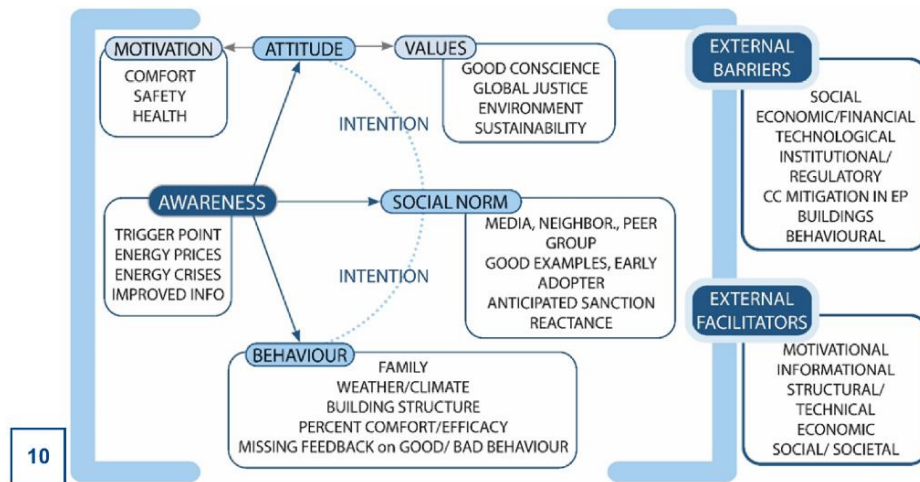 MOTIVATION
COMFORT
SAFETY
HEALTH
ATTITUDE
VALUES
GOOD CONSCIENCE
GLOBAL JUSTICE
ENVIRONMENT
SUSTAINABILITY
INTENTION
AWARENESS
TRIGGER POINT
ENERGY PRICES
ENERGY CRISES
IMPROVED INFO
SOCIAL NORM
MEDIA, NEIGHBOR., PEER
GROUP
GOOD EXAMPLES, EARLY
ADOPTER
ANTICIPATED SANCTION
REACTANCE
INTENTION
BEHAVIOUR
FAMILY
WEATHER/CLIMATE
BUILDING STRUCTURE
PERCENT COMFORT/EFFICACY
MISSING FEEDBACK on GOOD/ BAD BEHAVIOUR
EXTERNAL
BARRIERS
SOCIAL
ECONOMIC/FINANCIAL
TECHNOLOGICAL
INSTITUTIONAL/
REGULATORY
CC MITIGATION IN EP
BUILDINGS
BEHAVIOURAL
EXTERNAL
FACILITATORS
MOTIVATIONAL
INFORMATIONAL
STRUCTURAL/
TECHNICAL
ECONOMIC
SOCIAL/ SOCIETAL
10